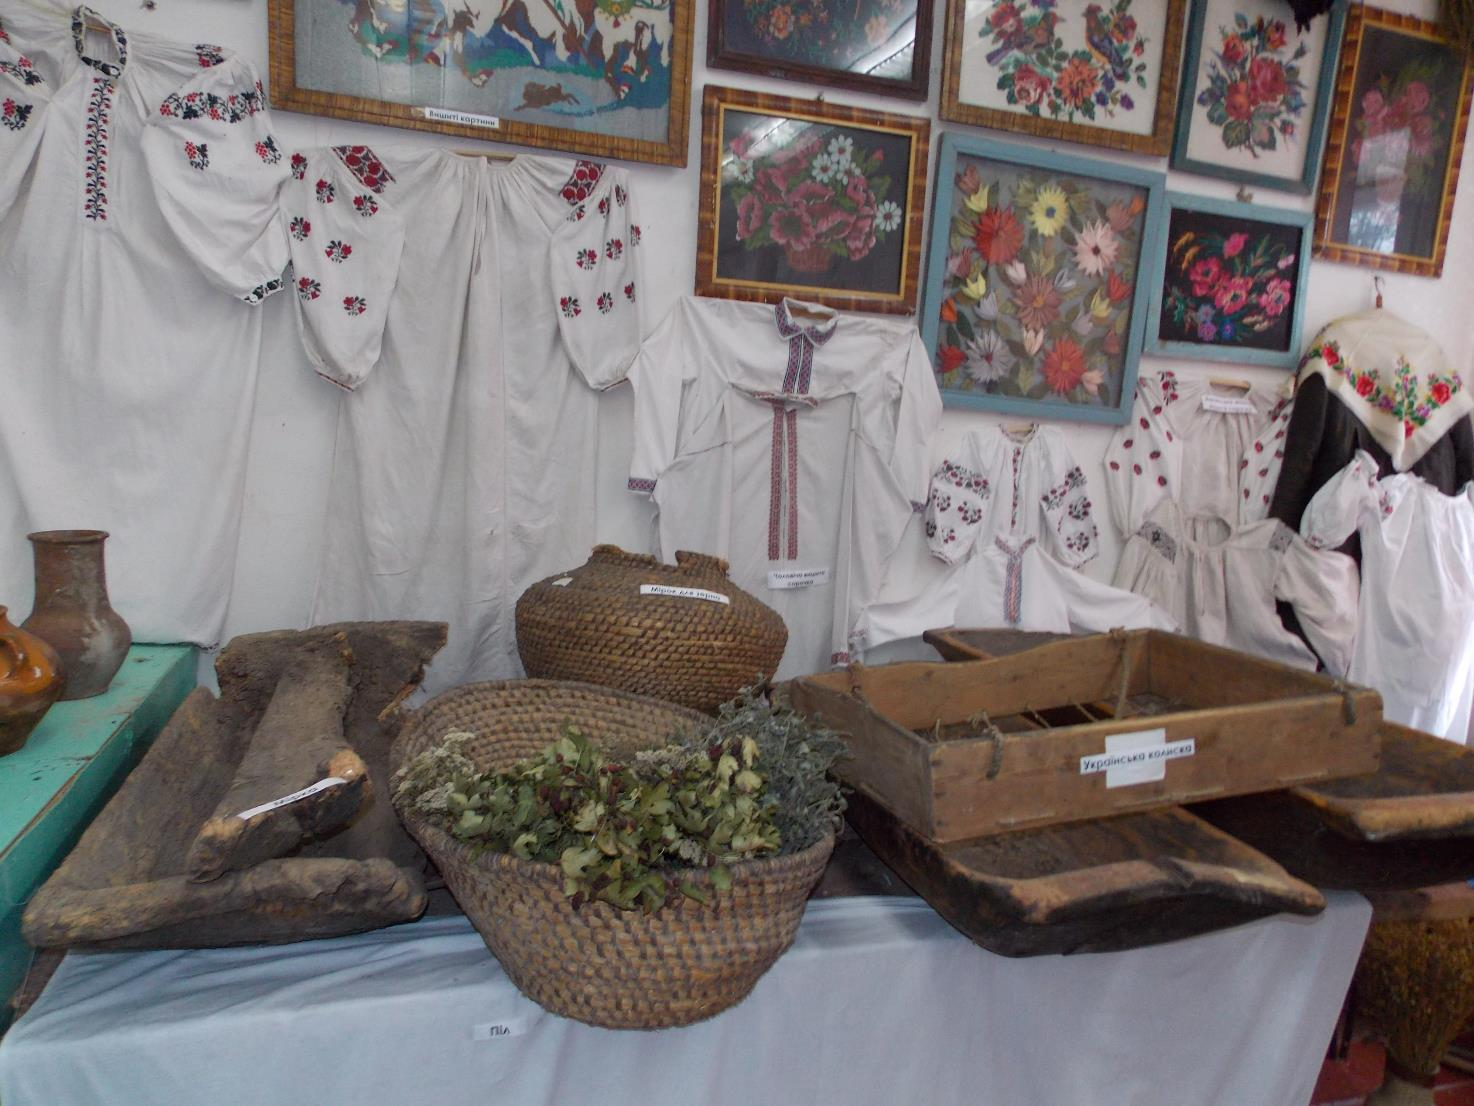 Вишиті картини
Чоловіча вишита
сорочка
Мірок для зерна
Українська колиска
Піл